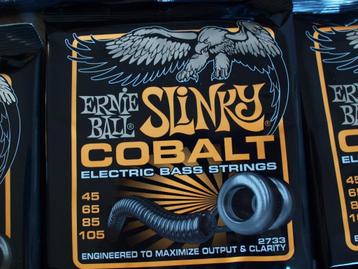 ERNIE BALL SLINKY®
COBALT
ELECTRIC BASS STRINGS
45
65
85
105
2733
ENGINEERED TO MAXIMIZE OUTPUT & CLARITY